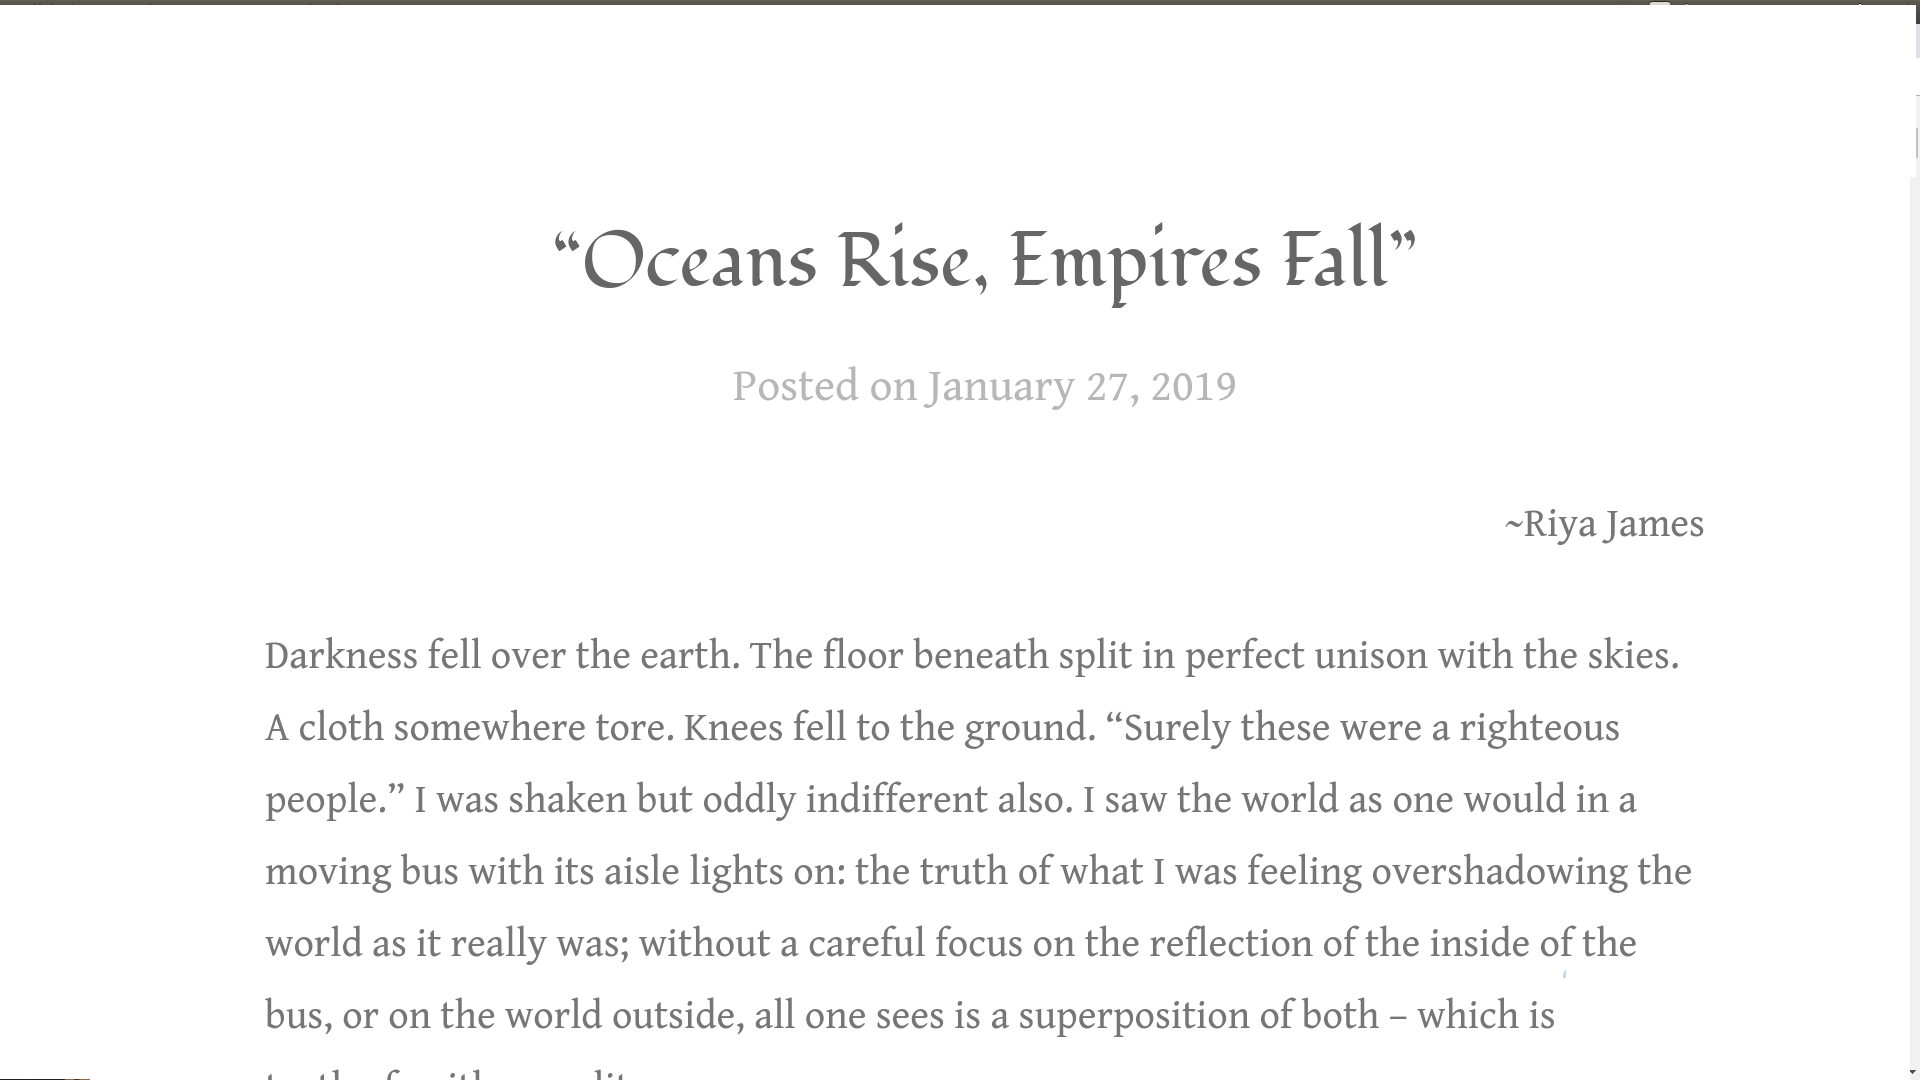 “Oceans Rise, Empires Fall”
Posted on January 27, 2019
~Riya James
Darkness fell over the earth. The floor beneath split in perfect unison with the skies.
A cloth somewhere tore. Knees fell to the ground. “Surely these were a righteous
people.” I was shaken but oddly indifferent also. I saw the world as one would in a
moving bus with its aisle lights on: the truth of what I was feeling overshadowing the
world as it really was; without a careful focus on the reflection of the inside of the
bus, or on the world outside, all one sees is a superposition of both – which is